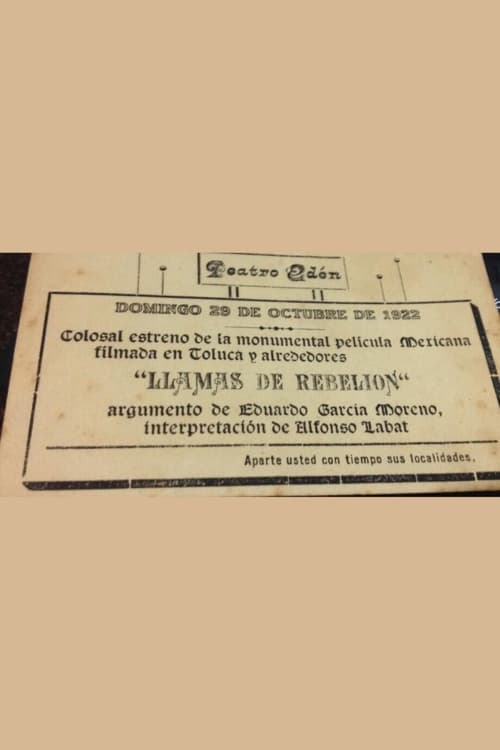 Teatro Edén
DOMINGO 29 DE OCTUBRE DE 1922
Colosal estreno de la monumental película Mexicana
filmada en Toluca y alrededores
“LLAMAS DE REBELION“
argumento de Eduardo García Moreno,
interpretación de Alfonso Labat
Aparte usted con tiempo sus localidades.